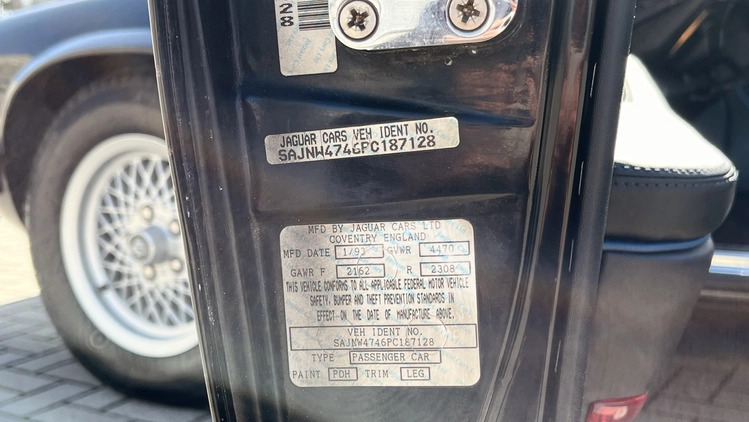 28
JAGUAR CARS VEH IDENT NO.
SAJNW4746PC187128
MFD BY JAGUAR CARS LTD
COVENTRY ENGLAND
MFD DATE 1/93 GVWR 4470
GAWR F 2162 R 2308
THIS VEHICLE CONFORMS TO ALL APPLICABLE FEDERAL MOTOR VEHICLE
SAFETY, BUMPER AND THEFT PREVENTION STANDARDS IN
EFFECT ON THE DATE OF MANUFACTURE ABOVE.
VEH IDENT NO.
SAJNW4746PC187128
TYPE PASSENGER CAR
PAINT PDH TRIM LEG